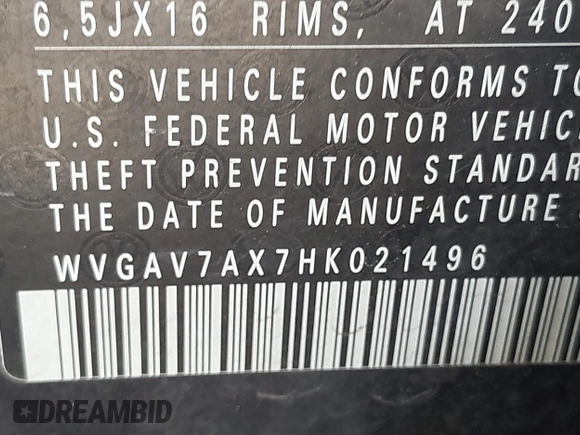 6,5JX16 RIMS, AT 240
THIS VEHICLE CONFORMS TO
U.S. FEDERAL MOTOR VEHIC
THEFT PREVENTION STANDAR
THE DATE OF MANUFACTURE
WVGAV7AX7HK021496
DREAMBID